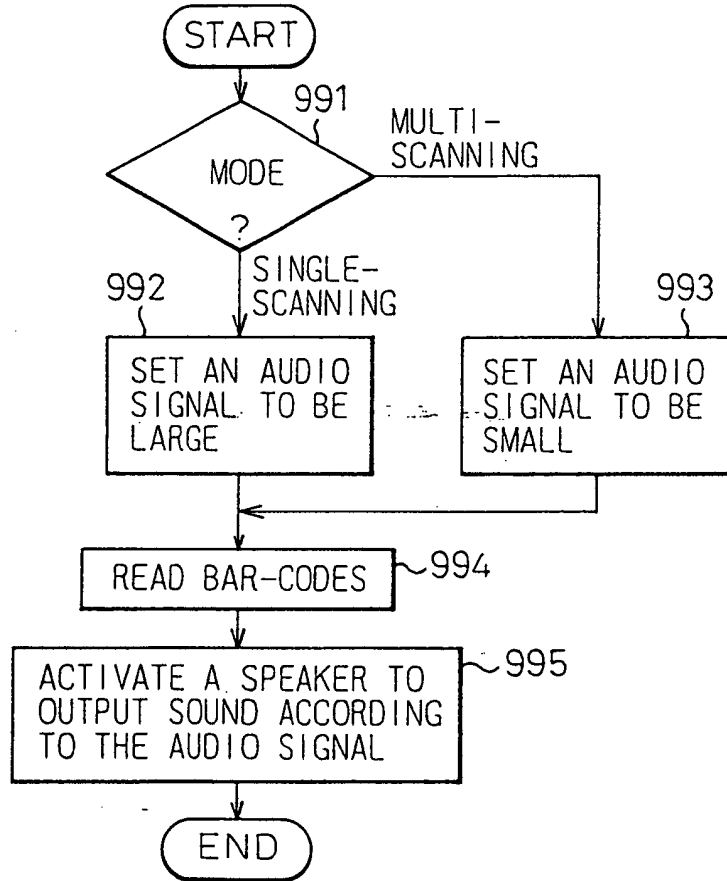 START
991
MODE
?
MULTI-
SCANNING
SINGLE-
SCANNING
992
SET AN AUDIO
SIGNAL TO BE
LARGE
993
SET AN AUDIO
SIGNAL TO BE
SMALL
READ BAR-CODES
994
ACTIVATE A SPEAKER TO
OUTPUT SOUND ACCORDING
TO THE AUDIO SIGNAL
995
END